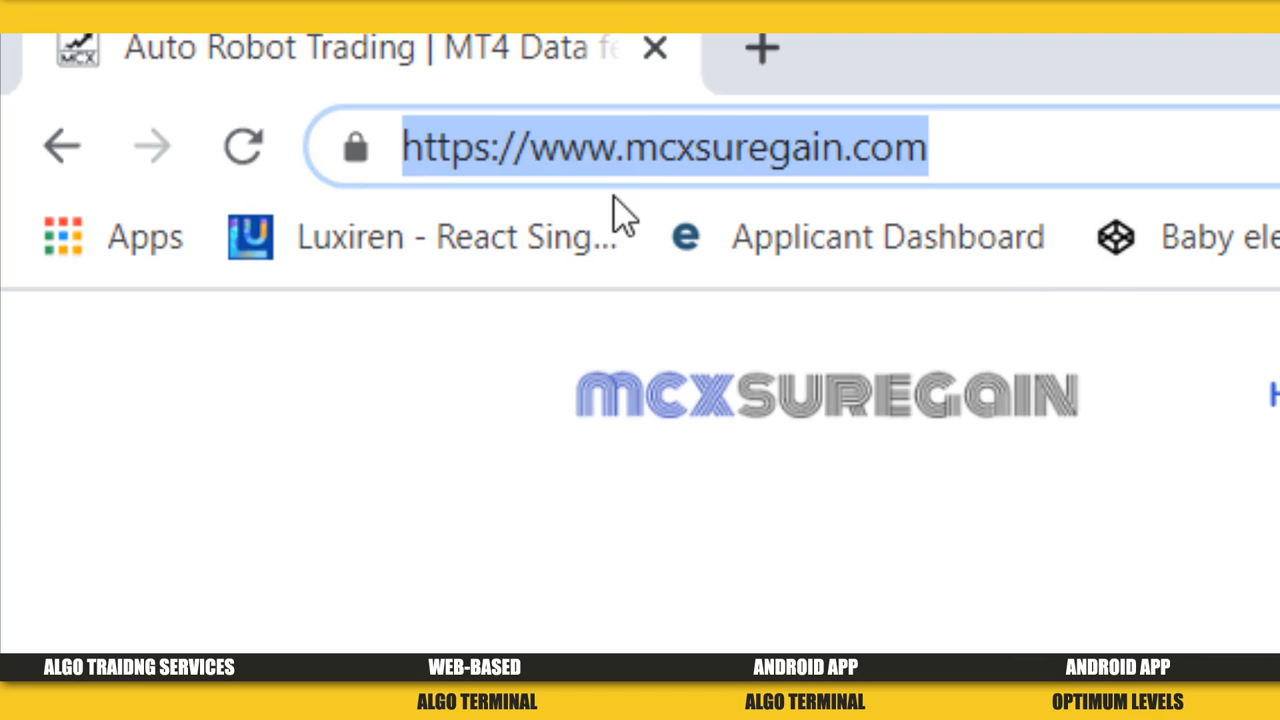 MCX Auto Robot Trading | MT4 Data fe
https://www.mcxsuregain.com
Apps Luxiren - React Sing... Applicant Dashboard Baby ele
mcxSUREGaIN H
ALGO TRAIDNG SERVICES WEB-BASED ANDROID APP ANDROID APP
ALGO TERMINAL ALGO TERMINAL OPTIMUM LEVELS